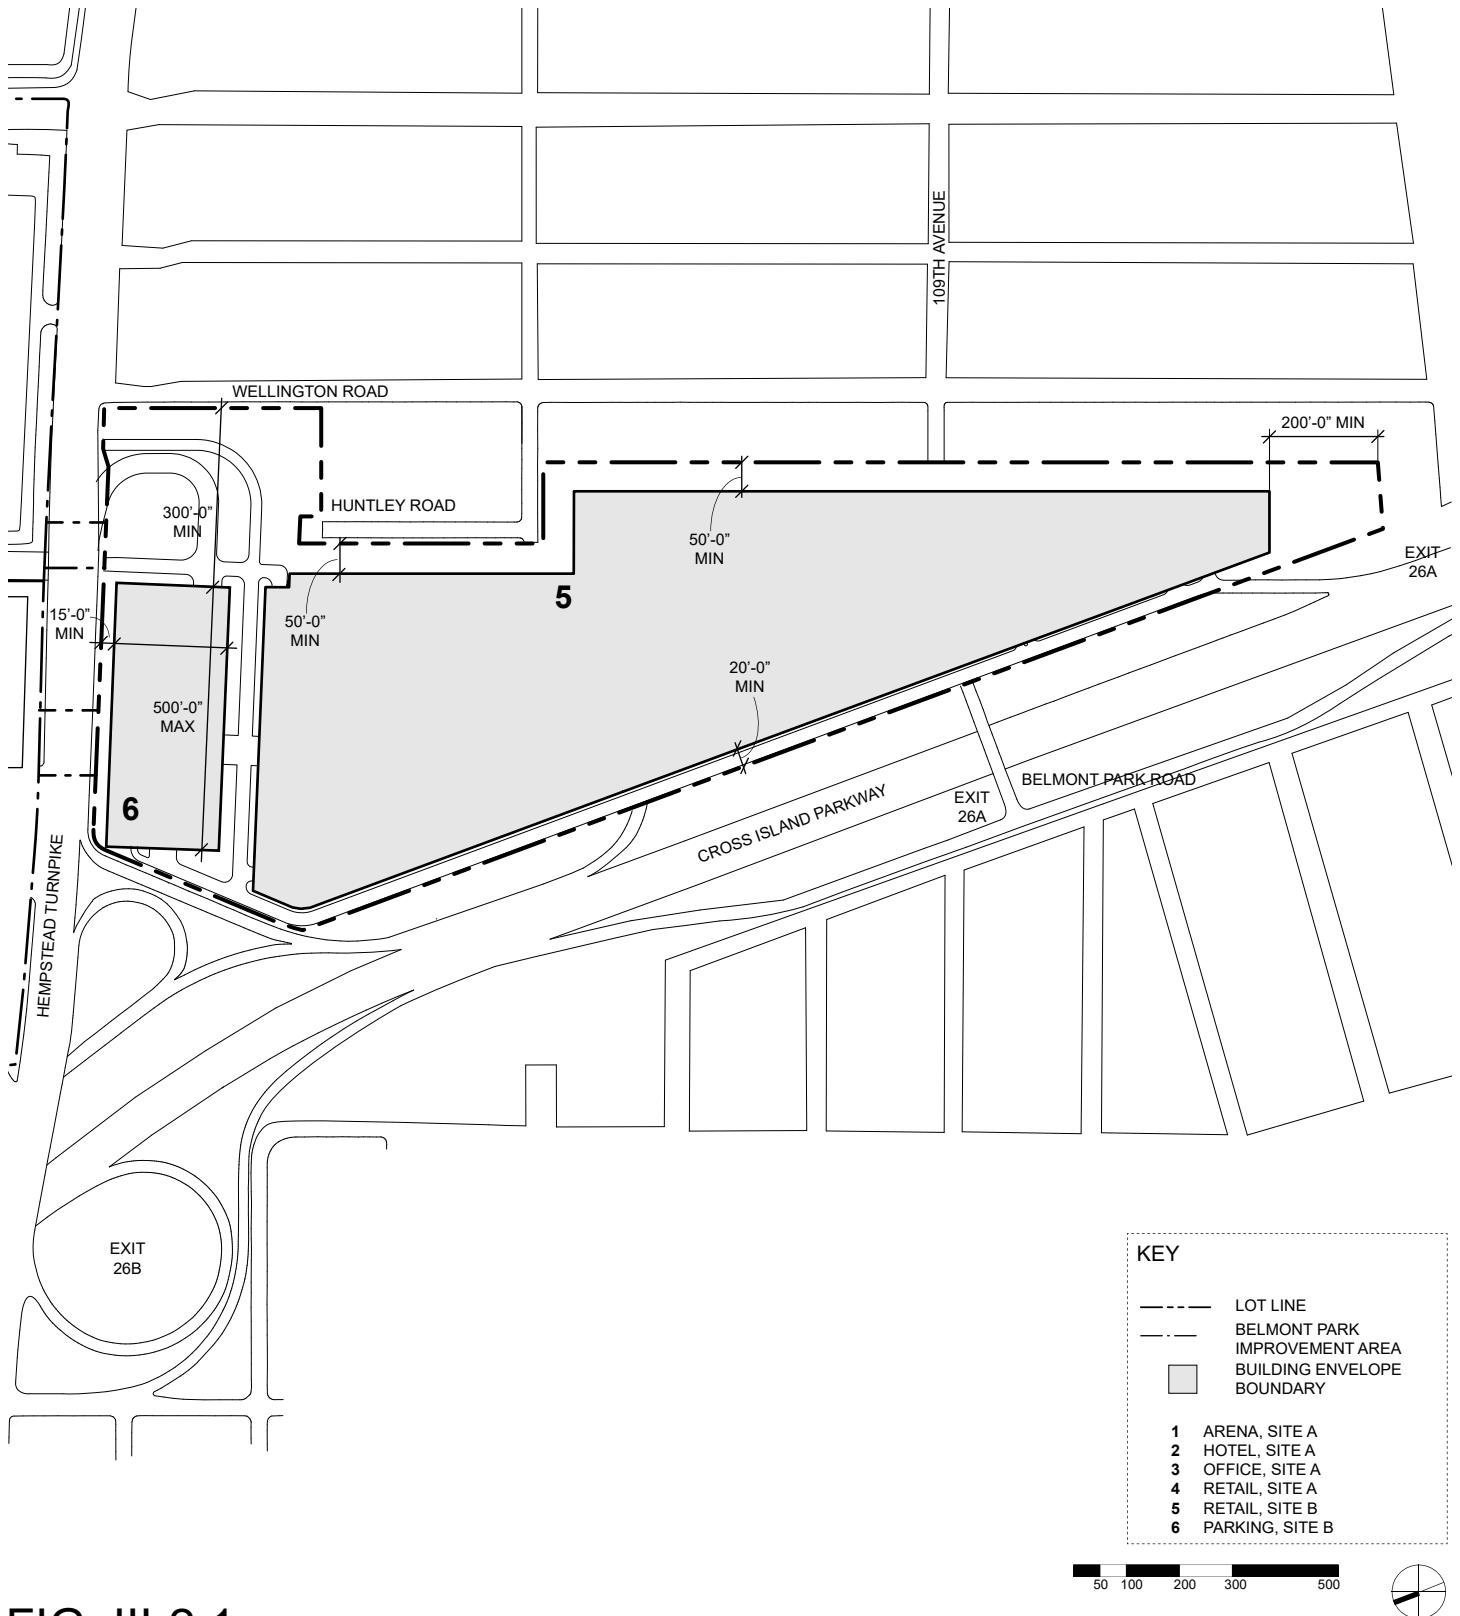 109TH AVENUE
WELLINGTON ROAD
200'-0” MIN
300'-0”
MIN
HUNTLEY ROAD
50'-0”
MIN
EXIT
26A
5
15'-0”
MIN
50'-0”
MIN
20'-0”
MIN
500'-0”
MAX
6
BELMONT PARK ROAD
EXIT
26A
CROSS ISLAND PARKWAY
HEMPSTEAD TURNPIKE
EXIT
26B
KEY
LOT LINE
BELMONT PARK
IMPROVEMENT AREA
BUILDING ENVELOPE
BOUNDARY
1 ARENA, SITE A
2 HOTEL, SITE A
3 OFFICE, SITE A
4 RETAIL, SITE A
5 RETAIL, SITE B
6 PARKING, SITE B
50 100 200 300 500